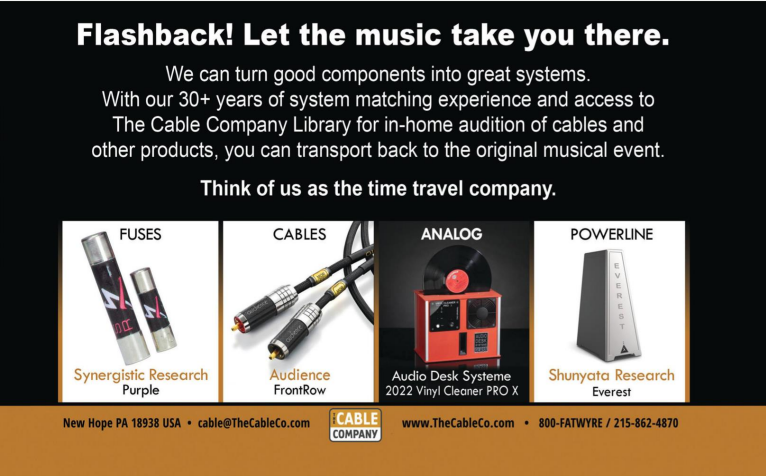 Flashback! Let the music take you there.
We can turn good components into great systems.
With our 30+ years of system matching experience and access to
The Cable Company Library for in-home audition of cables and
other products, you can transport back to the original musical event.
Think of us as the time travel company.
FUSES
SR
Synergistic Research
Purple
CABLES
Audience
FrontRow
ANALOG
Audio Desk Systeme
2022 Vinyl Cleaner PRO X
POWERLINE
EVEREST
Shunyata Research
Everest
New Hope PA 18938 USA • cable@TheCableCo.com
THE CABLE
COMPANY
www.TheCableCo.com • 800-FATWYRE / 215-862-4870